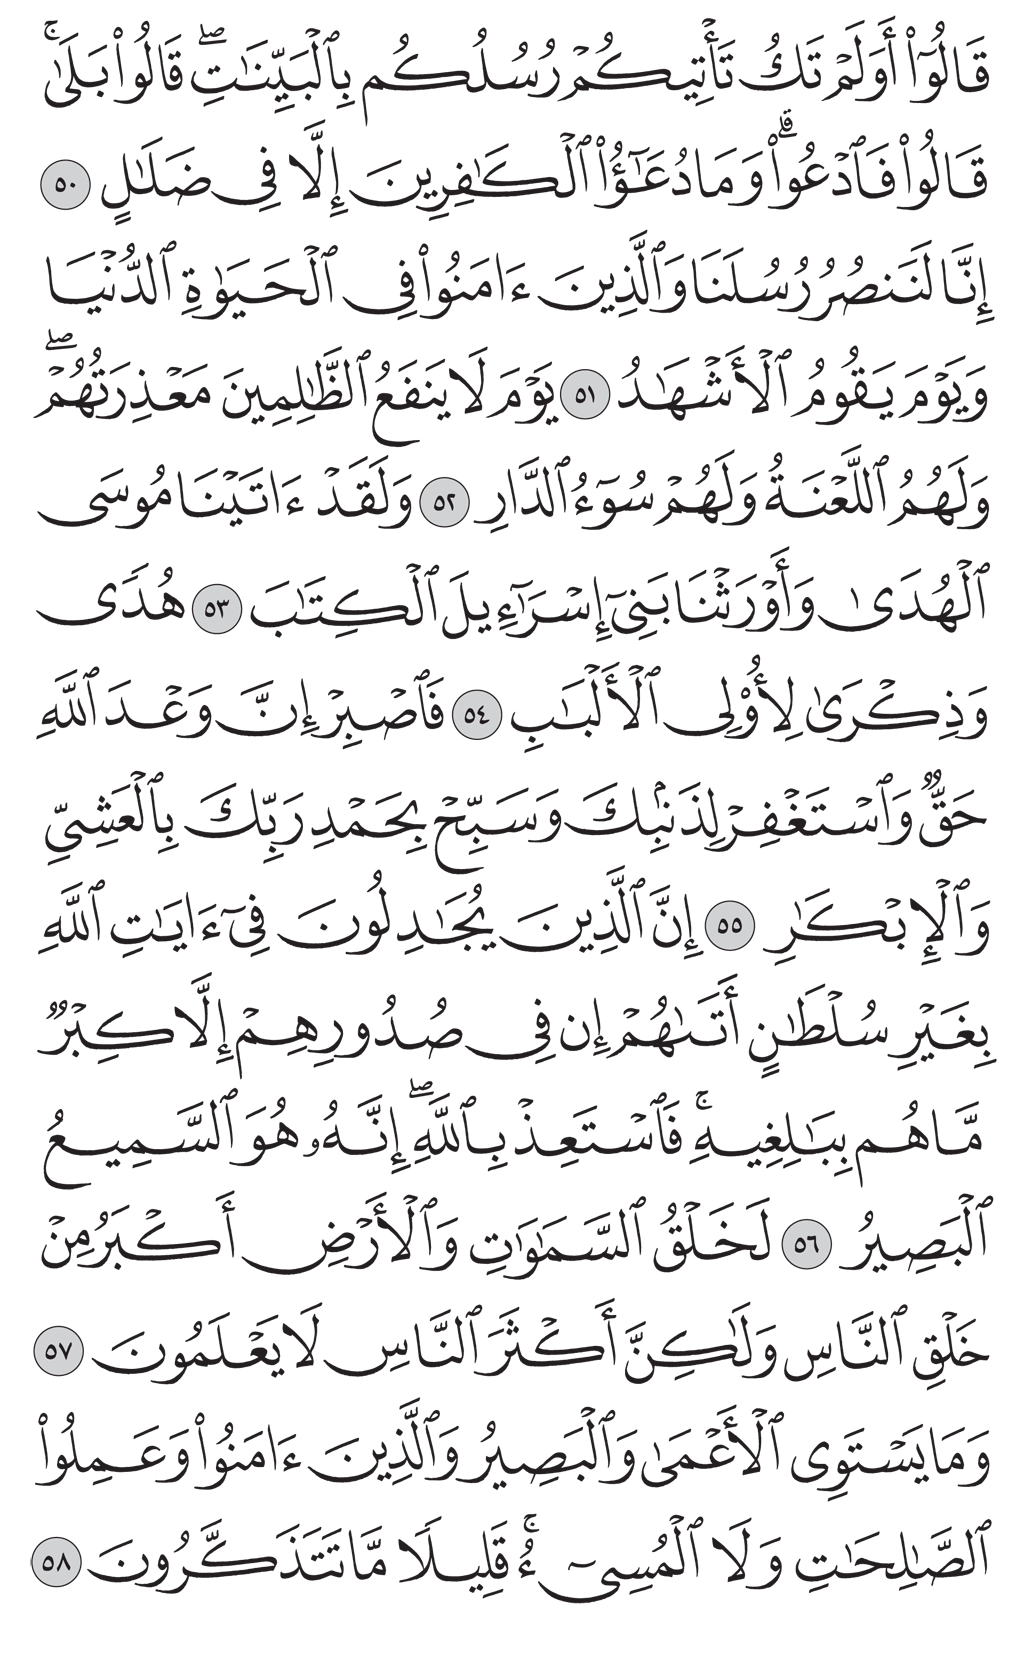 قَالُوٓا۟ أَوَلَمْ تَكُ تَأْتِيكُمْ رُسُلُكُم بِٱلْبَيِّنَٰتِ ۖ قَالُوا۟ بَلَىٰ ۚ
قَالُوا۟ فَٱدْعُوا۟ ۗ وَمَا دُعَٰٓؤُا۟ ٱلْكَٰفِرِينَ إِلَّا فِى ضَلَٰلٍ ٥٠
إِنَّا لَنَنصُرُ رُسُلَنَا وَٱلَّذِينَ ءَامَنُوا۟ فِى ٱلْحَيَوٰةِ ٱلدُّنْيَا
وَيَوْمَ يَقُومُ ٱلْأَشْهَٰدُ ٥١ يَوْمَ لَا يَنفَعُ ٱلظَّٰلِمِينَ مَعْذِرَتُهُمْ ۖ
وَلَهُمُ ٱللَّعْنَةُ وَلَهُمْ سُوٓءُ ٱلدَّارِ ٥٢ وَلَقَدْ ءَاتَيْنَا مُوسَى
ٱلْهُدَىٰ وَأَوْرَثْنَا بَنِىٓ إِسْرَٰٓءِيلَ ٱلْكِتَٰبَ ٥٣ هُدًى
وَذِكْرَىٰ لِأُو۟لِى ٱلْأَلْبَٰبِ ٥٤ فَٱصْبِرْ إِنَّ وَعْدَ ٱللَّهِ
حَقٌّ وَٱسْتَغْفِرْ لِذَنۢبِكَ وَسَبِّحْ بِحَمْدِ رَبِّكَ بِٱلْعَشِىِّ
وَٱلْإِبْكَٰرِ ٥٥ إِنَّ ٱلَّذِينَ يُجَٰدِلُونَ فِىٓ ءَايَٰتِ ٱللَّهِ
بِغَيْرِ سُلْطَٰنٍ أَتَىٰهُمْ إِن فِى صُدُورِهِمْ إِلَّا كِبْرٌ
مَّا هُم بِبَٰلِغِيهِ ۚ فَٱسْتَعِذْ بِٱللَّهِ ۖ إِنَّهُۥ هُوَ ٱلسَّمِيعُ
ٱلْبَصِيرُ ٥٦ لَخَلْقُ ٱلسَّمَٰوَٰتِ وَٱلْأَرْضِ أَكْبَرُ مِنْ
خَلْقِ ٱلنَّاسِ وَلَٰكِنَّ أَكْثَرَ ٱلنَّاسِ لَا يَعْلَمُونَ ٥٧
وَمَا يَسْتَوِى ٱلْأَعْمَىٰ وَٱلْبَصِيرُ وَٱلَّذِينَ ءَامَنُوا۟ وَعَمِلُوا۟
ٱلصَّٰلِحَٰتِ وَلَا ٱلْمُسِىٓءُ ۚ قَلِيلًا مَّا تَتَذَكَّرُونَ ٥٨